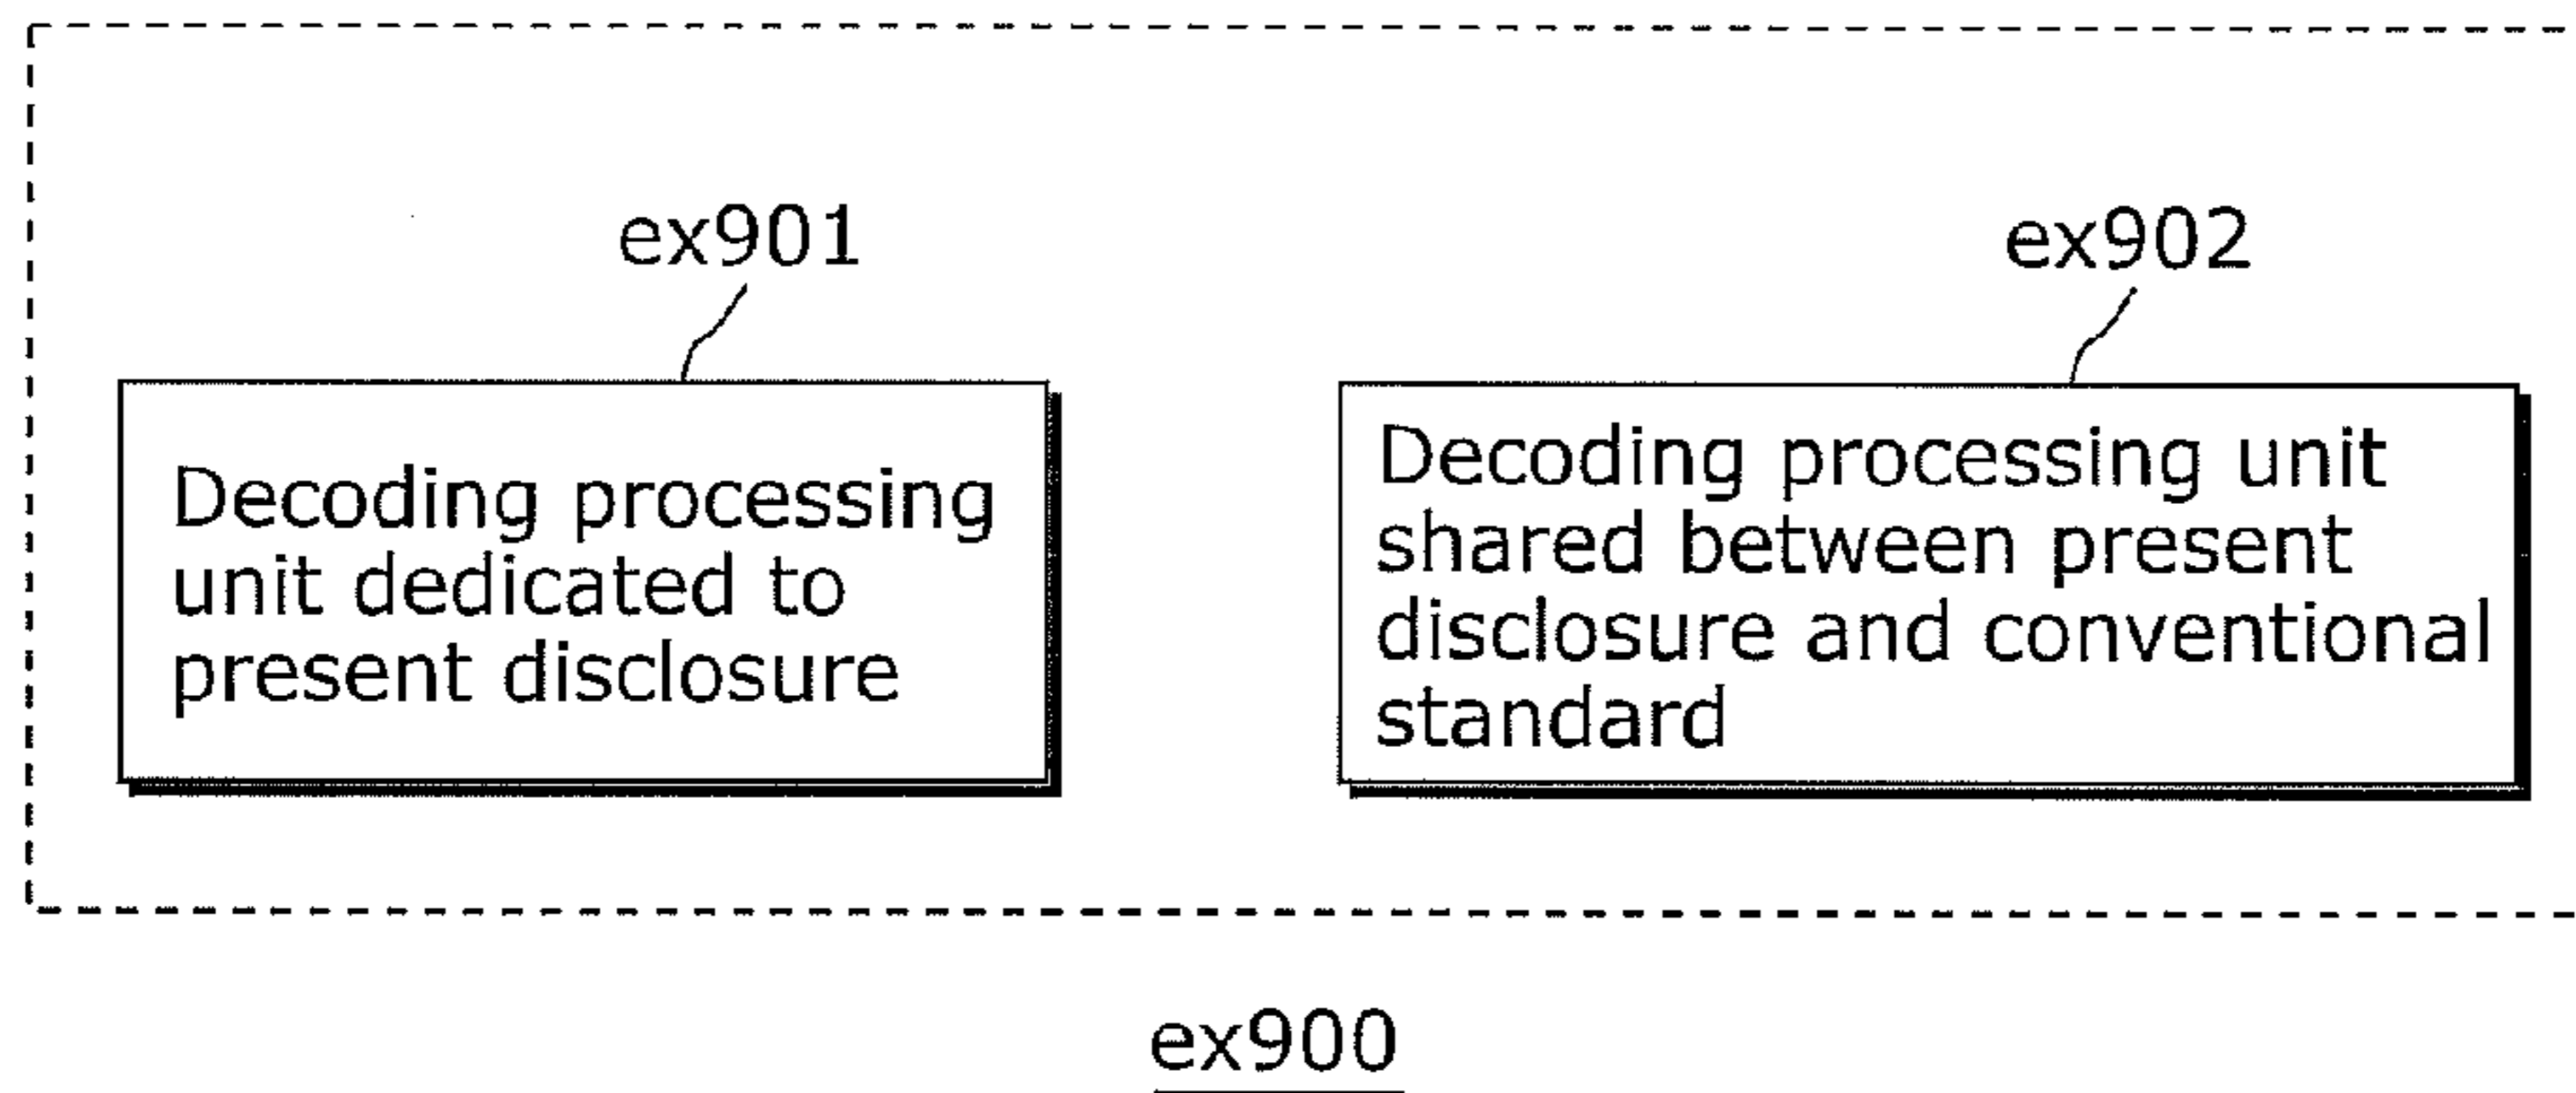 ex901
Decoding processing
unit dedicated to
present disclosure
ex902
Decoding processing unit
shared between present
disclosure and conventional
standard
ex900